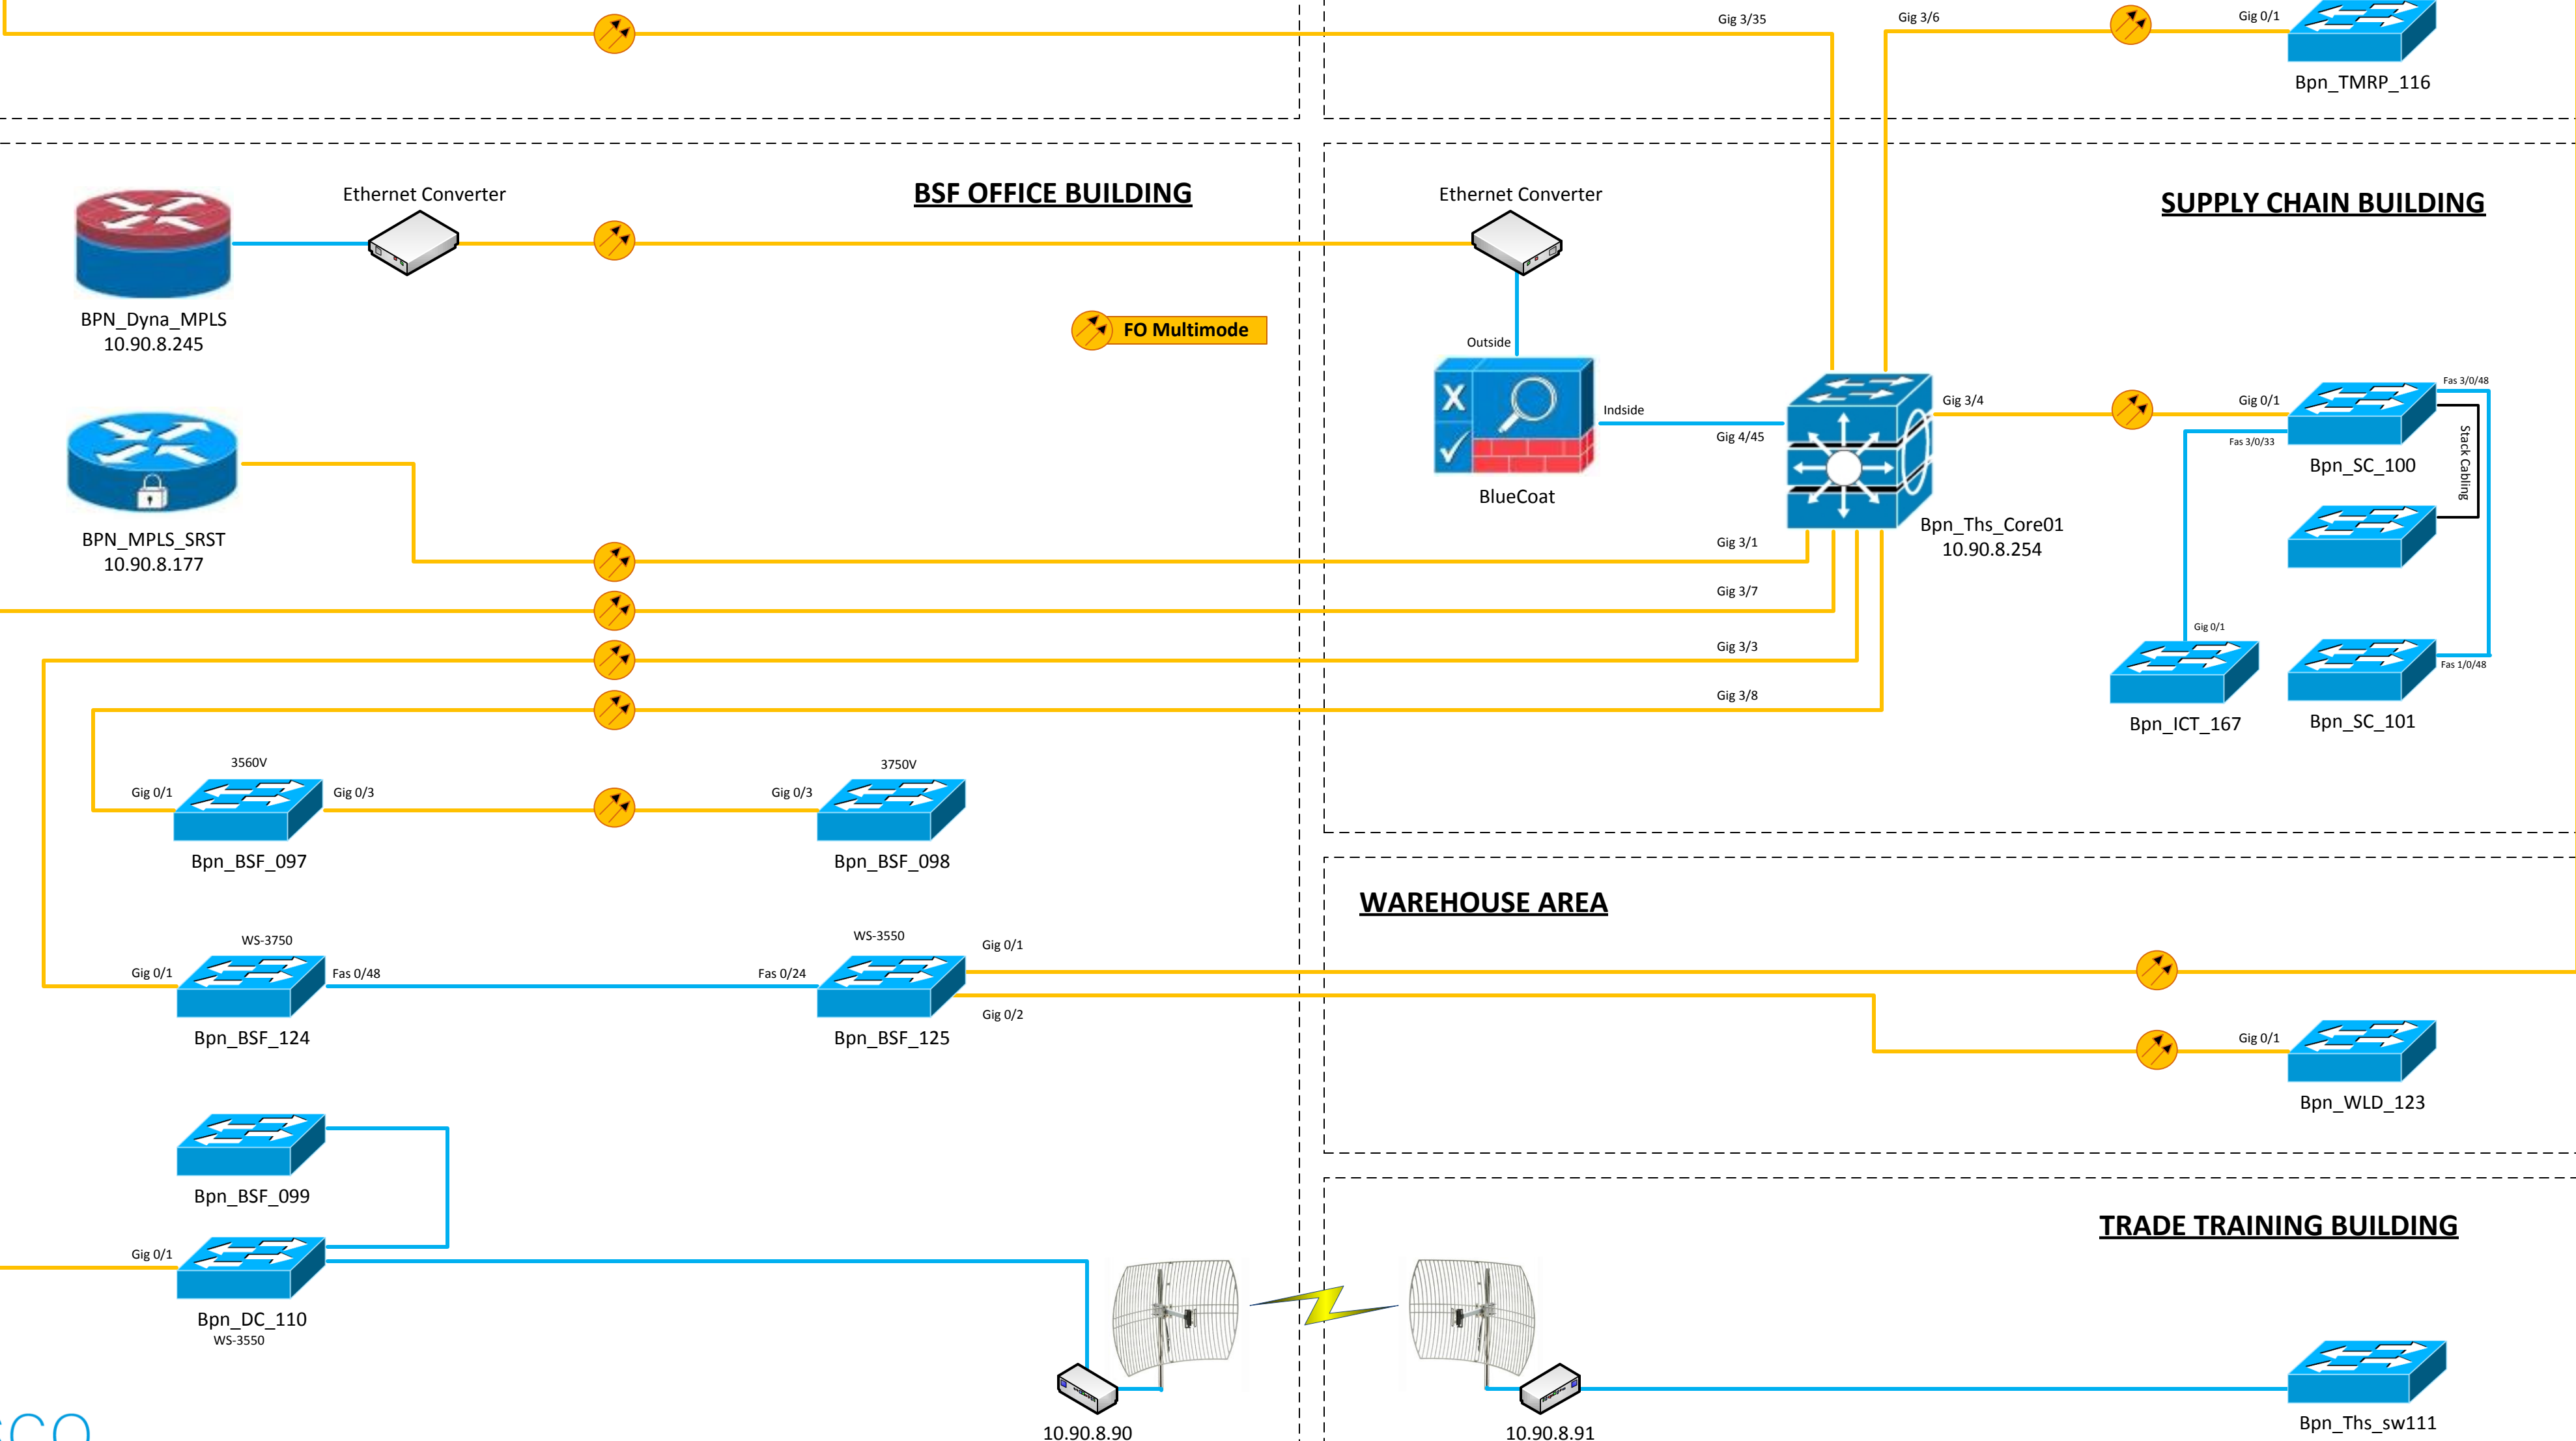 Gig 3/35
Gig 3/6
Gig 0/1
Bpn_TMRP_116
Ethernet Converter
BSF OFFICE BUILDING
Ethernet Converter
SUPPLY CHAIN BUILDING
BPN_Dyna_MPLS
10.90.8.245
FO Multimode
Outside
Indside
Gig 4/45
BlueCoat
Gig 3/4
Gig 0/1
Fas 3/0/48
Fas 3/0/33
Bpn_SC_100
Stack Cabling
BPN_MPLS_SRST
10.90.8.177
Bpn_Ths_Core01
10.90.8.254
Gig 3/1
Gig 3/7
Gig 3/3
Gig 3/8
Gig 0/1
Fas 1/0/48
Bpn_ICT_167
Bpn_SC_101
3560V
3750V
Gig 0/1
Gig 0/3
Gig 0/3
Bpn_BSF_097
Bpn_BSF_098
WAREHOUSE AREA
WS-3750
WS-3550
Gig 0/1
Gig 0/1
Fas 0/48
Fas 0/24
Gig 0/2
Bpn_BSF_124
Bpn_BSF_125
Gig 0/1
Bpn_WLD_123
Bpn_BSF_099
TRADE TRAINING BUILDING
Gig 0/1
Bpn_DC_110
WS-3550
10.90.8.90
10.90.8.91
Bpn_Ths_sw111